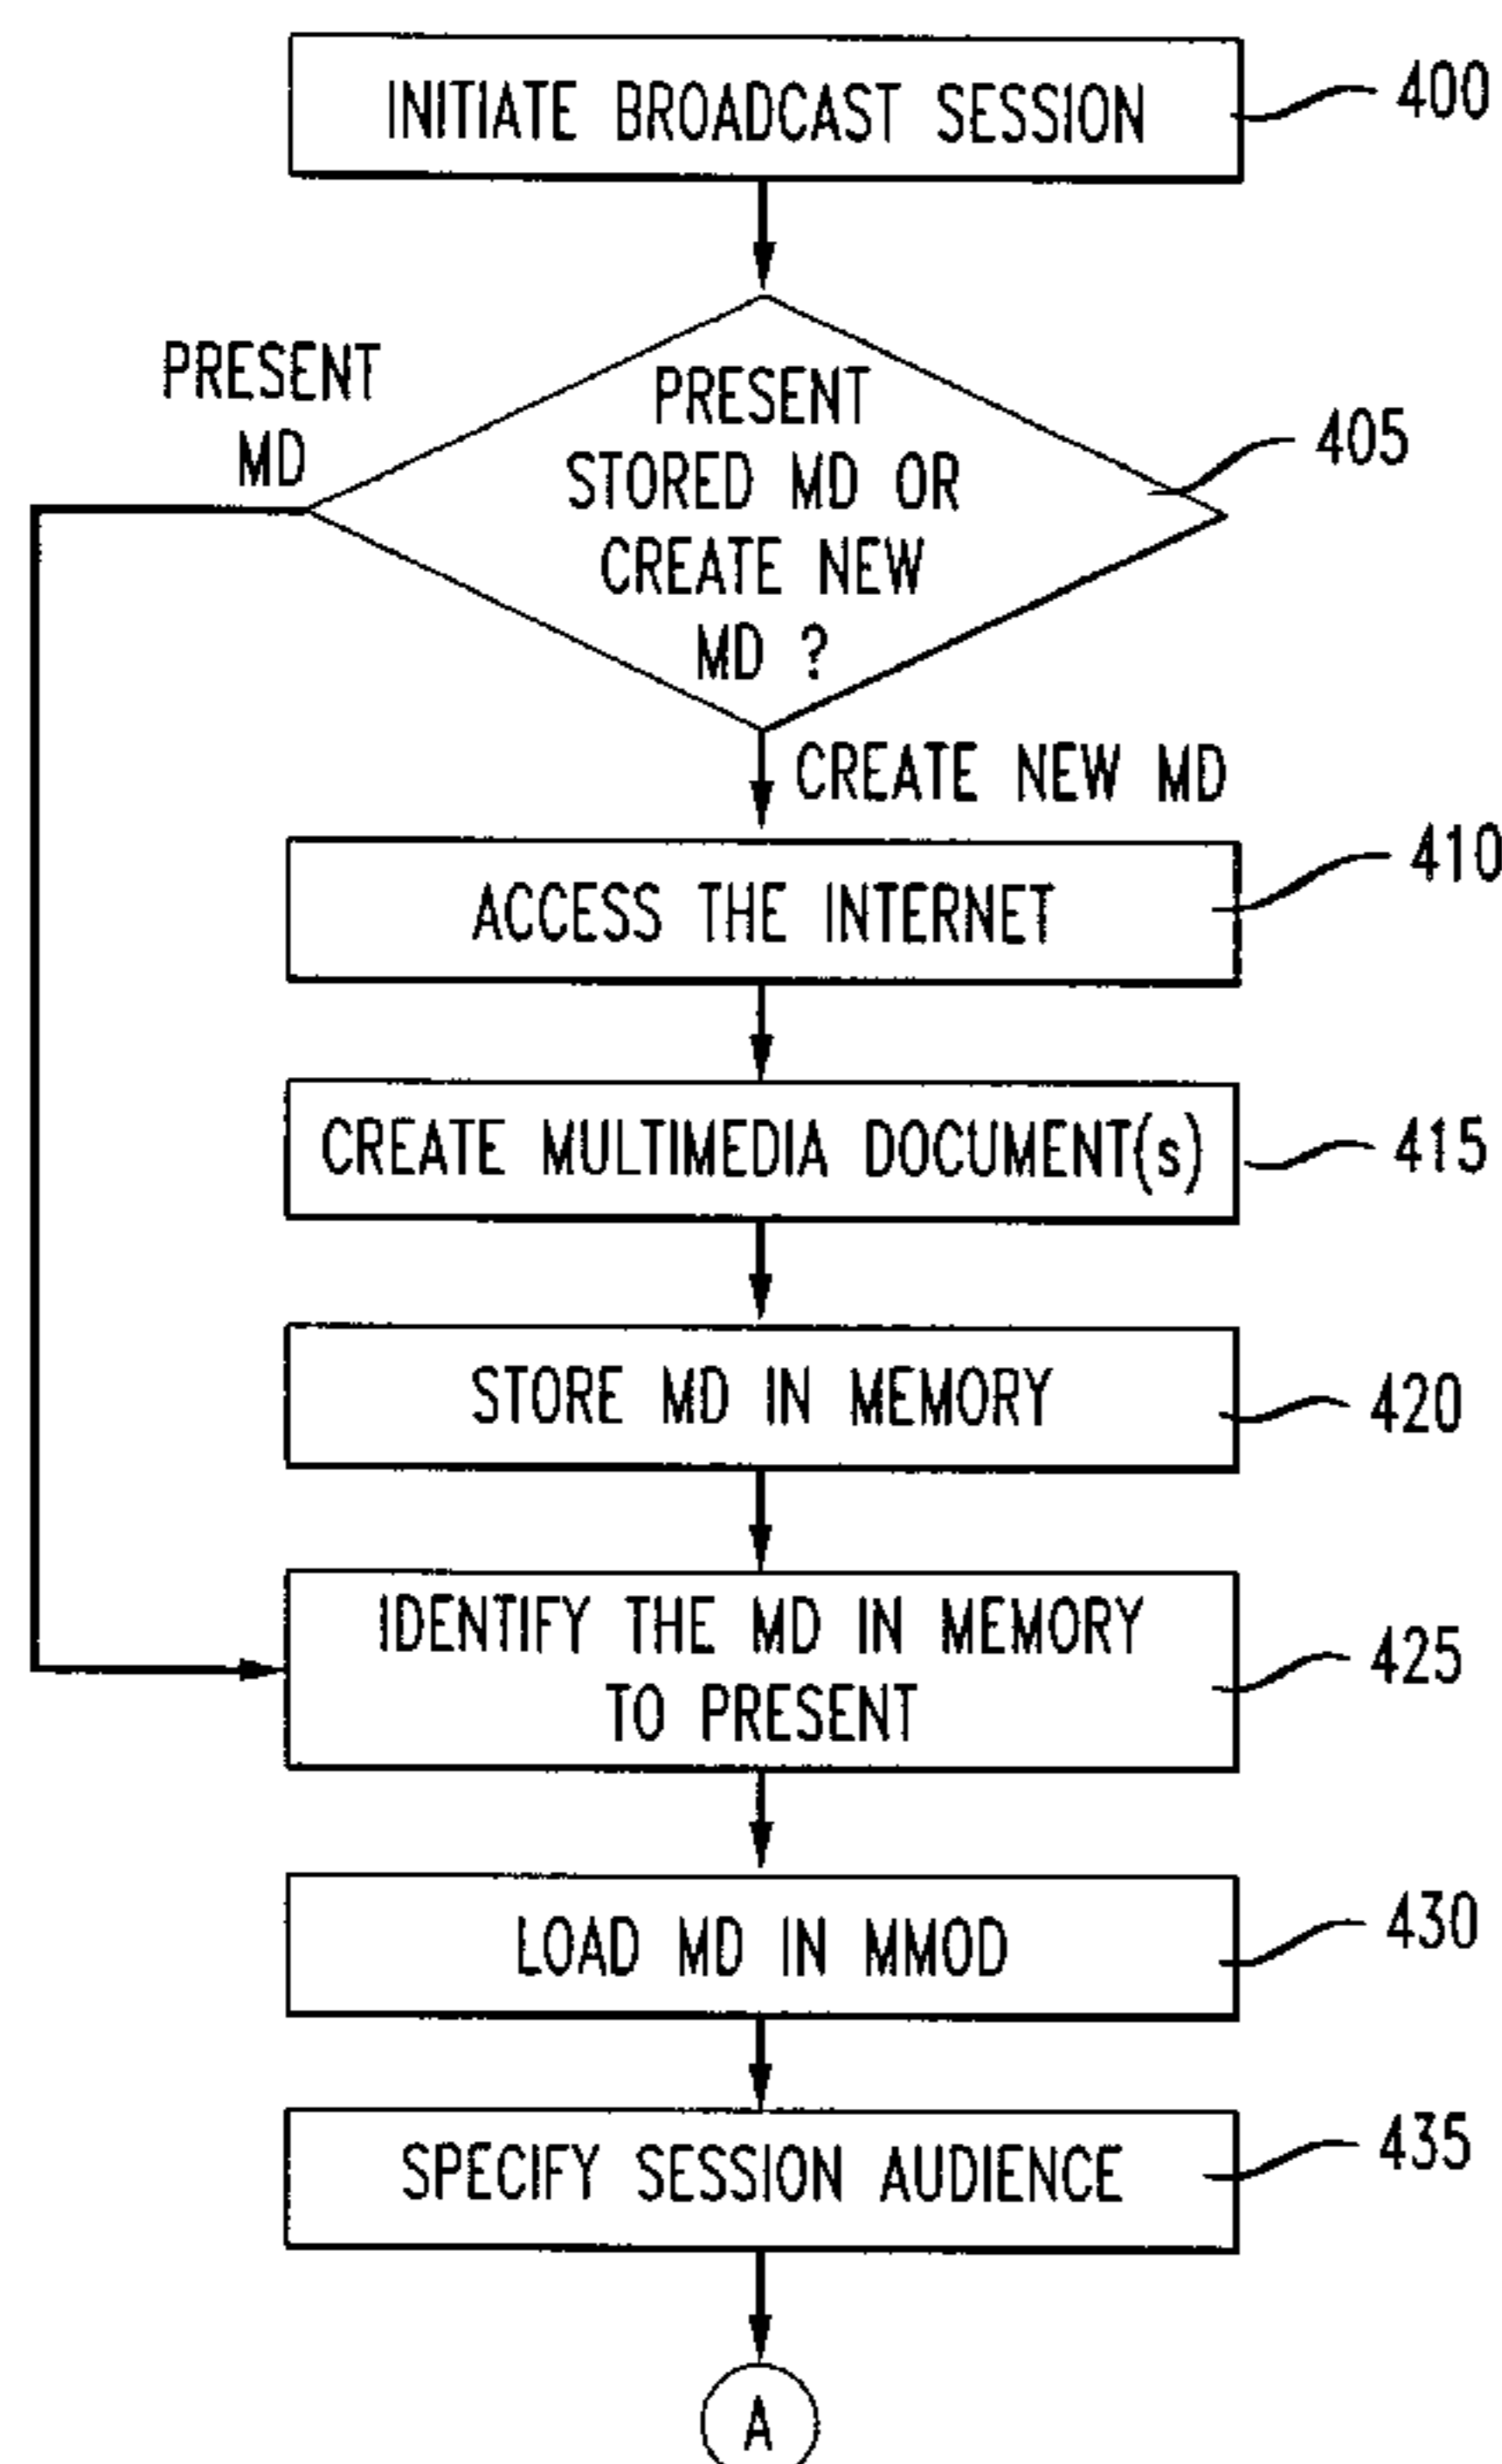 INITIATE BROADCAST SESSION
400
PRESENT
MD
PRESENT
STORED MD OR
CREATE NEW
MD ?
405
CREATE NEW MD
ACCESS THE INTERNET
410
CREATE MULTIMEDIA DOCUMENT(s)
415
STORE MD IN MEMORY
420
IDENTIFY THE MD IN MEMORY
TO PRESENT
425
LOAD MD IN MMOD
430
SPECIFY SESSION AUDIENCE
435
A